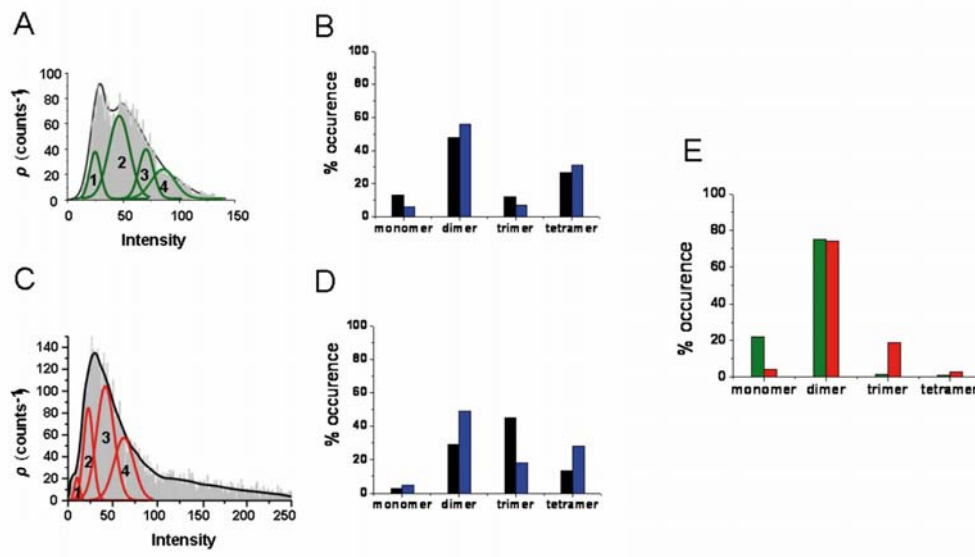 A
ρ (counts-¹)
100
80
60
40
20
0
1
2
3
4
0 50 100 150
Intensity
B
% occurence
100
80
60
40
20
0
monomer dimer trimer tetramer
C
ρ (counts-¹)
140
120
100
80
60
40
20
0
1
2
3
4
0 50 100 150 200 250
Intensity
D
% occurence
100
80
60
40
20
0
monomer dimer trimer tetramer
E
% occurence
100
80
60
40
20
0
monomer dimer trimer tetramer